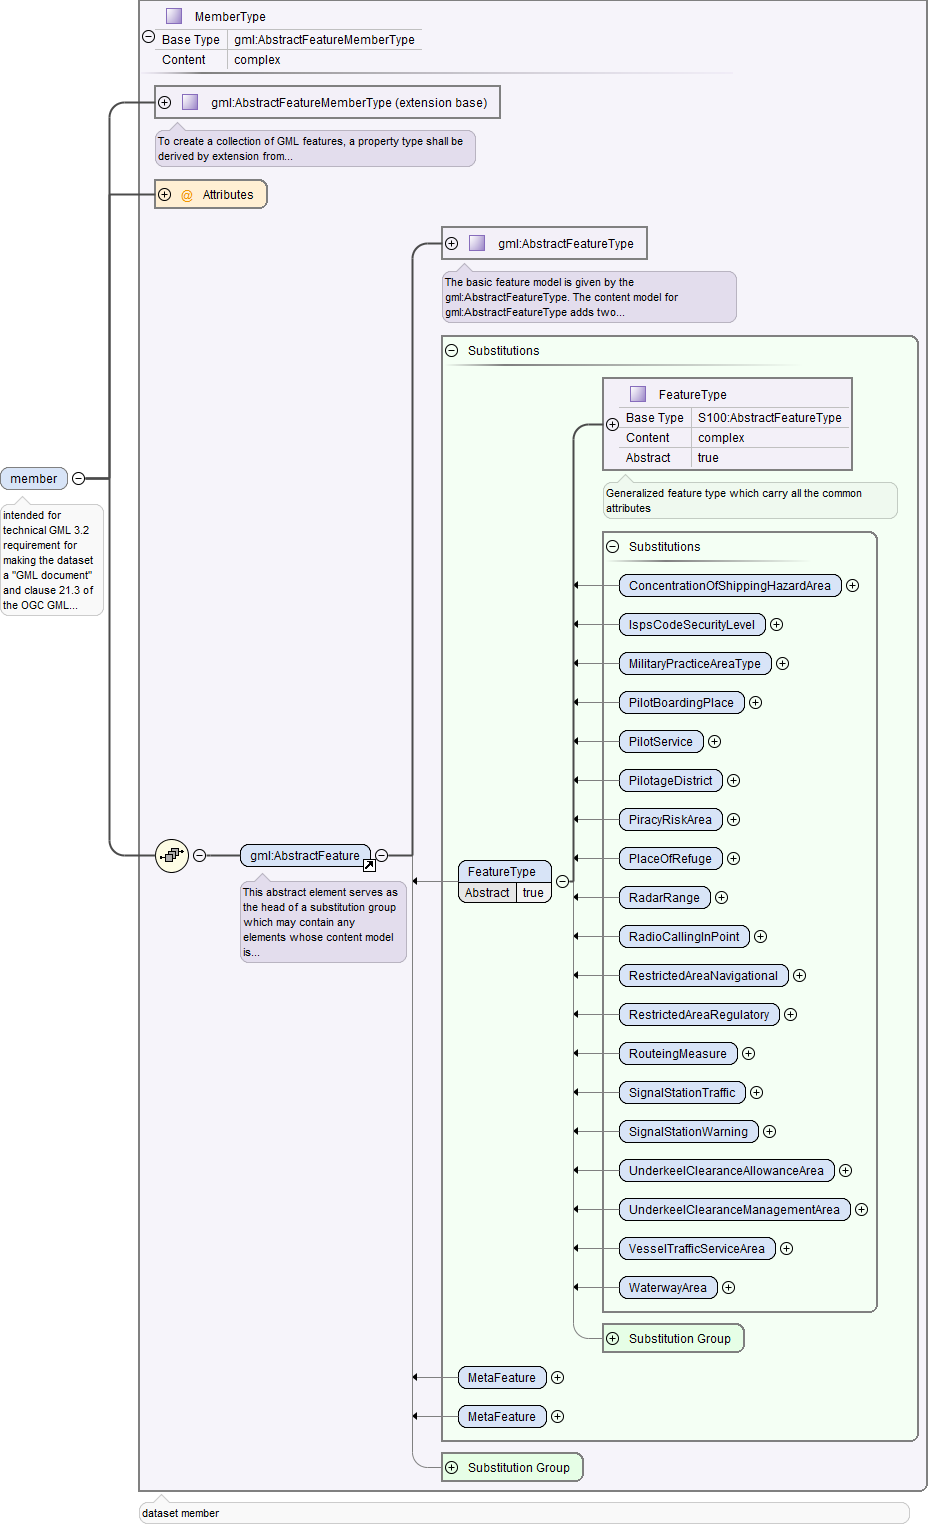 MemberType
Base Type gml:AbstractFeatureMemberType
Content complex
gml:AbstractFeatureMemberType (extension base)
To create a collection of GML features, a property type shall be
derived by extension from...
@ Attributes
gml:AbstractFeatureType
The basic feature model is given by the
gml:AbstractFeatureType. The content model for
gml:AbstractFeatureType adds two...
Substitutions
FeatureType
Base Type S100:AbstractFeatureType
Content complex
Abstract true
Generalized feature type which carry all the common
attributes
member
intended for
technical GML 3.2
requirement for
making the dataset
a "GML document"
and clause 21.3 of
the OGC GML...
Substitutions
ConcentrationOfShippingHazardArea
IspsCodeSecurityLevel
MilitaryPracticeAreaType
PilotBoardingPlace
PilotService
PilotageDistrict
PiracyRiskArea
PlaceOfRefuge
RadarRange
RadioCallingInPoint
RestrictedAreaNavigational
RestrictedAreaRegulatory
RouteingMeasure
SignalStationTraffic
SignalStationWarning
UnderkeelClearanceAllowanceArea
UnderkeelClearanceManagementArea
VesselTrafficServiceArea
WaterwayArea
gml:AbstractFeature
This abstract element serves as
the head of a substitution group
which may contain any
elements whose content model
is...
FeatureType
Abstract true
Substitution Group
MetaFeature
MetaFeature
Substitution Group
dataset member